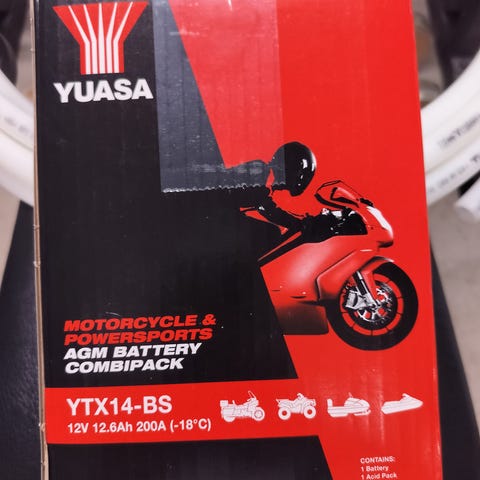 YUASA
MOTORCYCLE &
POWERSPORTS
AGM BATTERY
COMBIPACK
YTX14-BS
12V 12.6Ah 200A (-18°C)
CONTAINS:
1 Battery
1 Acid Pack